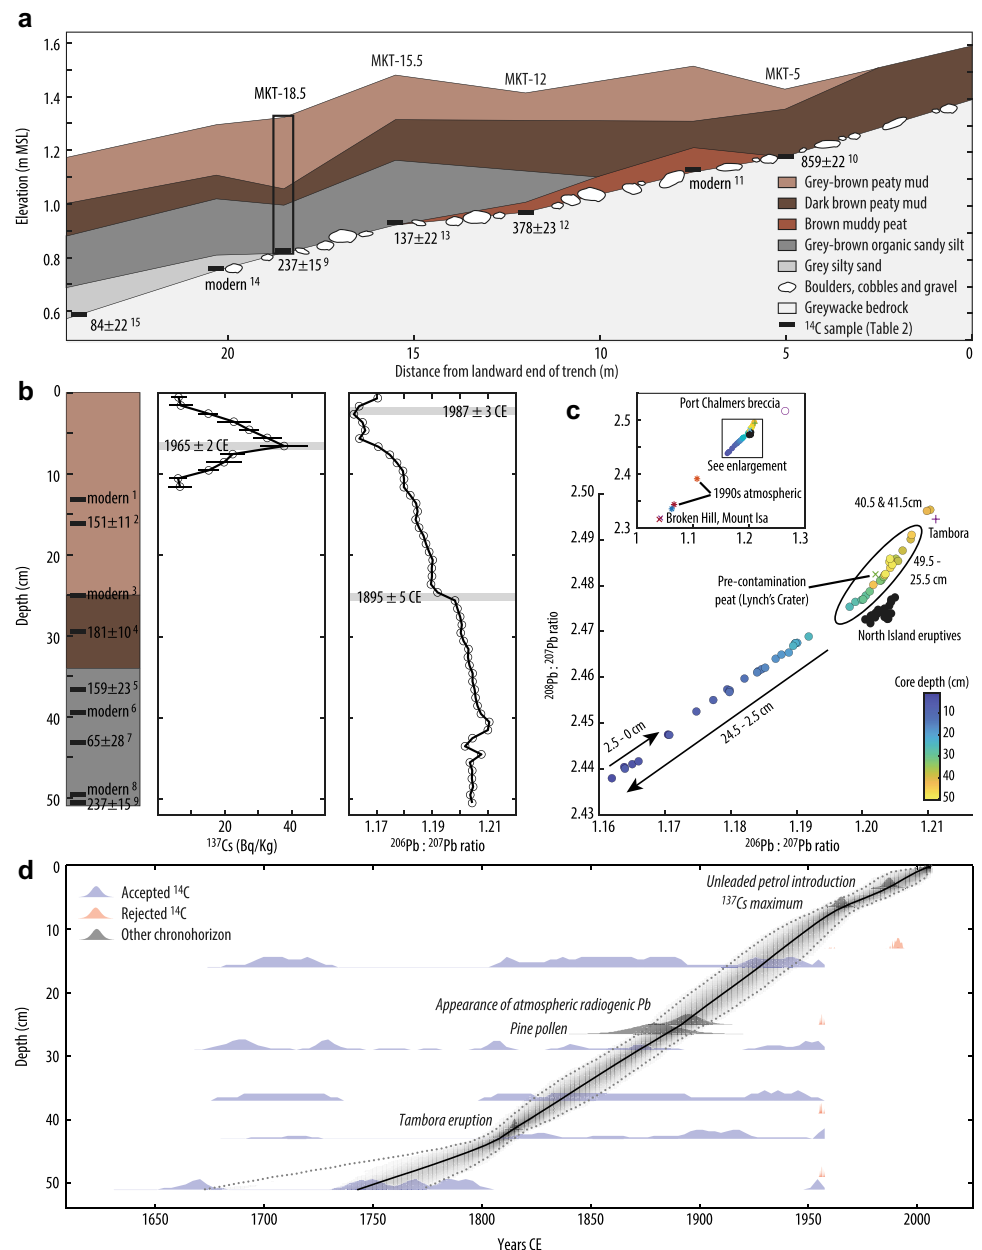 a
1.6
1.4
1.2
1.0
0.8
0.6
Elevation (m MSL)
MKT-18.5
MKT-15.5
MKT-12
MKT-5
859±22 10
modern 11
378±23 12
137±22 13
237±15 9
modern 14
84±22 15
Grey-brown peaty mud
Dark brown peaty mud
Brown muddy peat
Grey-brown organic sandy silt
Grey silty sand
Boulders, cobbles and gravel
Greywacke bedrock
14C sample (Table 2)
20 15 10 5 0
Distance from landward end of trench (m)
b
0
10
20
30
40
50
Depth (cm)
modern 1
151±11 2
modern 3
181±10 4
159±23 5
modern 6
65±28 7
modern 8
237±15 9
1965 ± 2 CE
20 40
137Cs (Bq/Kg)
1987 ± 3 CE
1895 ± 5 CE
1.17 1.19 1.21
206Pb : 207Pb ratio
c
2.5
2.4
2.3
1 1.1 1.2 1.3
Port Chalmers breccia
See enlargement
1990s atmospheric
Broken Hill, Mount Isa
2.50
2.49
2.48
2.47
2.46
2.45
2.44
2.43
208Pb : 207Pb ratio
40.5 & 41.5cm
Tambora
49.5 -
25.5 cm
Pre-contamination
peat (Lynch's Crater)
North Island eruptives
2.5 - 0 cm
24.5 - 2.5 cm
Core depth (cm)
10
20
30
40
50
1.16 1.17 1.18 1.19 1.20 1.21
206Pb : 207Pb ratio
d
0
10
20
30
40
50
Depth (cm)
Accepted 14C
Rejected 14C
Other chronohorizon
Unleaded petrol introduction
137Cs maximum
Appearance of atmospheric radiogenic Pb
Pine pollen
Tambora eruption
1650 1700 1750 1800 1850 1900 1950 2000
Years CE